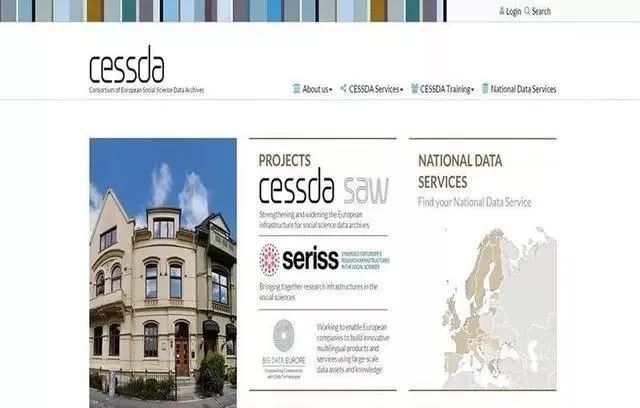 Login Search
cessda
Consortium of European Social Science Data Archives
About us CESSDA Services CESSDA Training National Data Services
PROJECTS
cessda saw
Strengthening and widening the European
infrastructure for social science data archives
seriss
SYNERGIES FOR EUROPE'S
RESEARCH INFRASTRUCTURES
IN THE SOCIAL SCIENCES
Bringing together research infrastructures in the
social sciences
BIG DATA EUROPE
Empowering Communities
with Data Technologies
Working to enable European
companies to build innovative
multilingual products and
services using large-scale
data assets and knowledge
NATIONAL DATA
SERVICES
Find your National Data Service